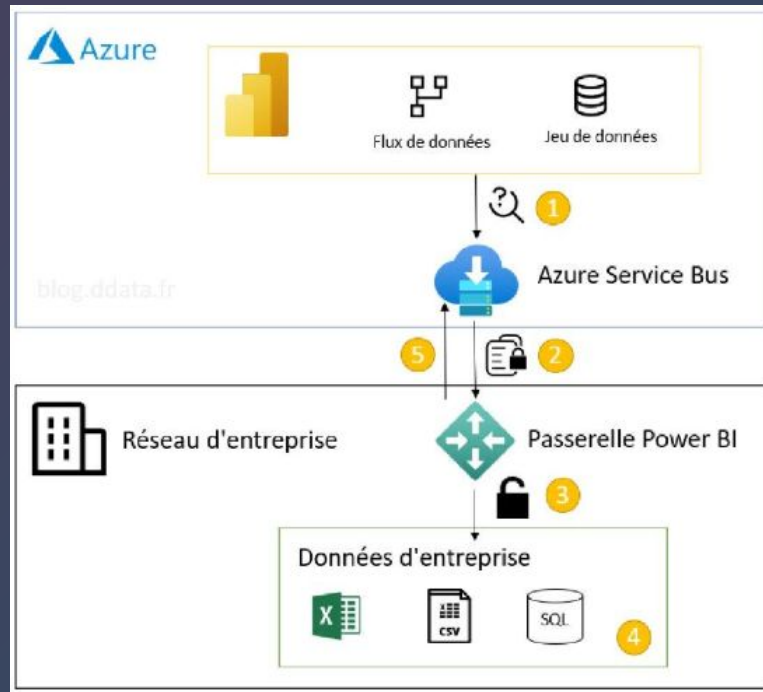 Azure
Flux de données
Jeu de données
1
blog.ddata.fr
Azure Service Bus
5
2
Réseau d'entreprise
Passerelle Power BI
3
Données d'entreprise
X
CSV
SQL
4